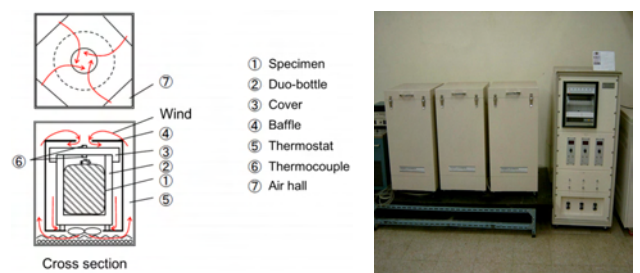 ⑦
Wind
④
③
⑥
②
①
⑤
Cross section
① Specimen
② Duo-bottle
③ Cover
④ Baffle
⑤ Thermostat
⑥ Thermocouple
⑦ Air hall